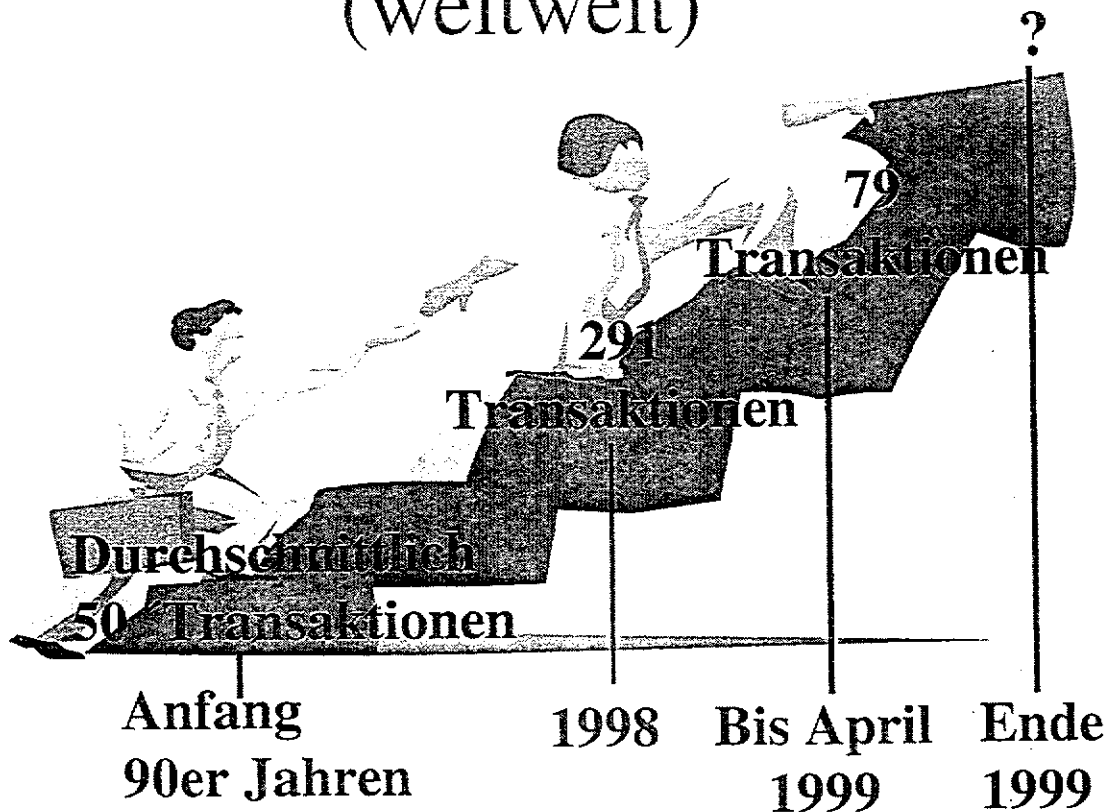 (weltweit)
?
79
Transaktionen
291
Transaktionen
Durchschnittlich
50 Transaktionen
Anfang
90er Jahren
1998
Bis April
1999
Ende
1999